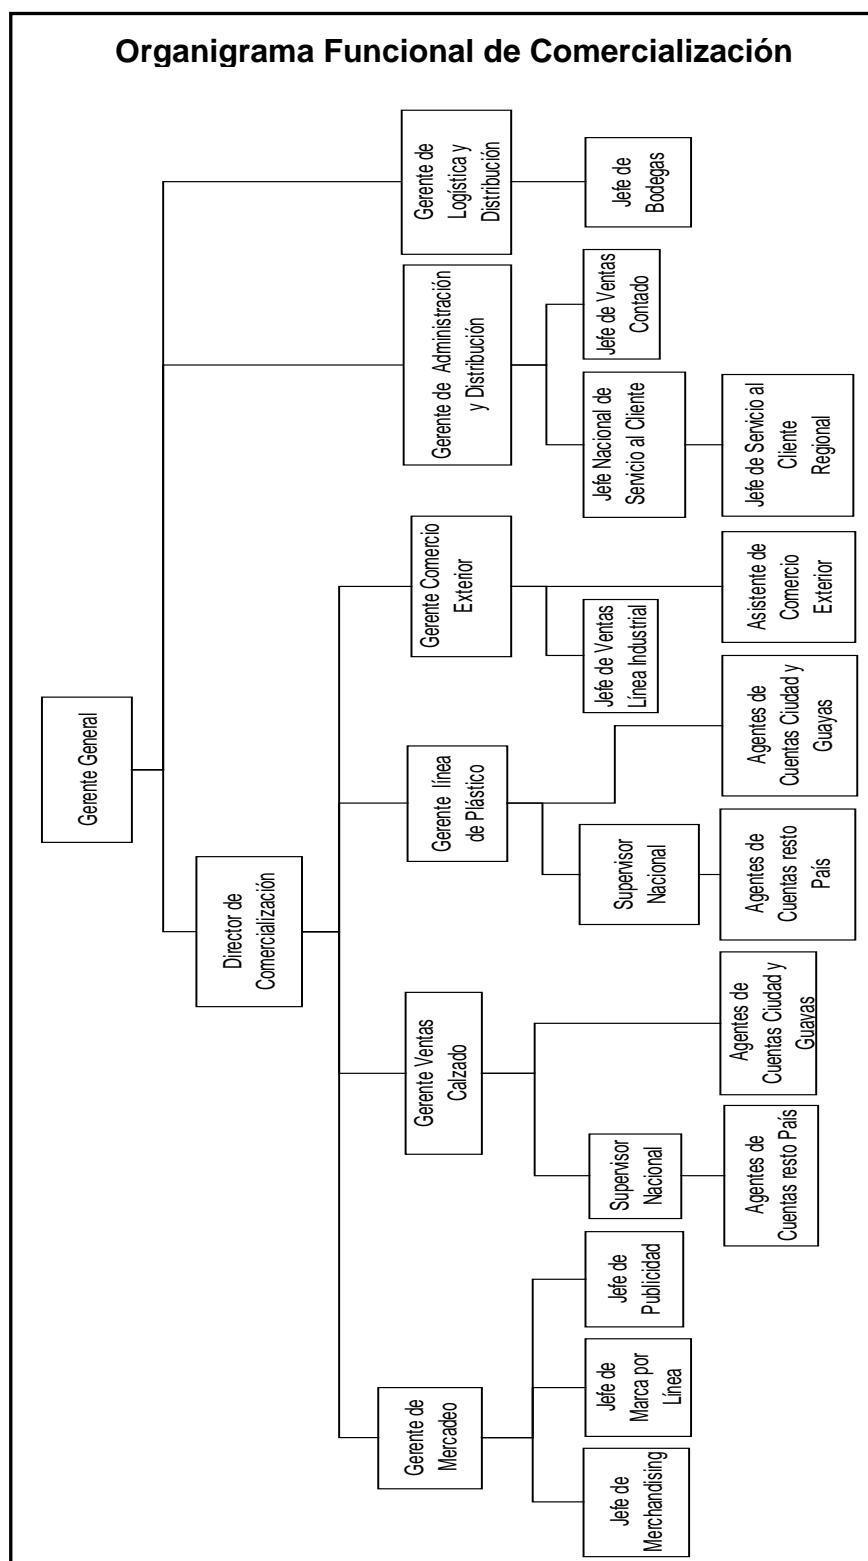 Organigrama Funcional de Comercialización
Gerente General
Director de
Comercialización
Gerente de
Mercadeo
Gerente Ventas
Calzado
Gerente línea
de Plástico
Gerente Comercio
Exterior
Gerente de Administración
y Distribución
Gerente de
Logística y
Distribución
Jefe de
Merchandising
Jefe de
Marca por
Línea
Jefe de
Publicidad
Supervisor
Nacional
Supervisor
Nacional
Jefe de Ventas
Línea Industrial
Jefe Nacional de
Servicio al Cliente
Jefe de Ventas
Contado
Jefe de
Bodegas
Agentes de
Cuentas resto País
Agentes de
Cuentas Ciudad y
Guayas
Agentes de
Cuentas resto
País
Agentes de
Cuentas Ciudad y
Guayas
Asistente de
Comercio
Exterior
Jefe de Servicio al
Cliente
Regional